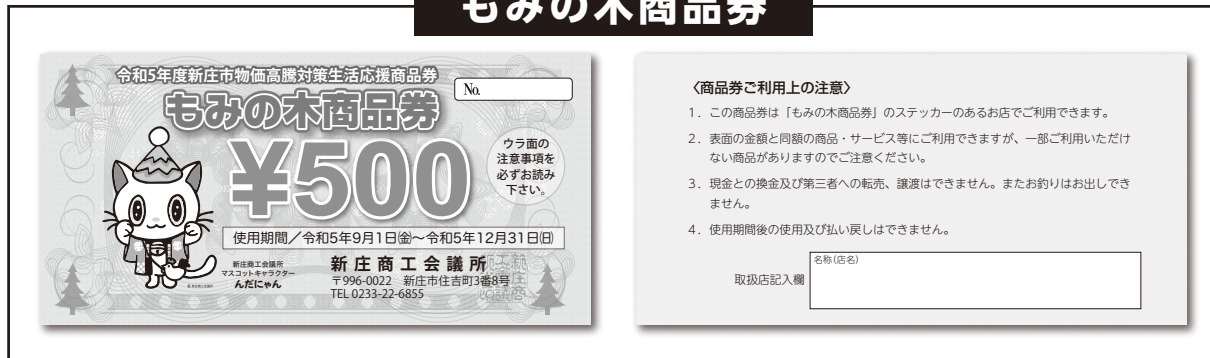 もみの木商品券
令和5年度新庄市物価高騰対策生活応援商品券
No.
もみの木商品券
¥500
ウラ面の
注意事項を
必ずお読み
下さい。
使用期間／令和5年9月1日㈮～令和5年12月31日㈰
新庄商工会議所
マスコットキャラクター
んだにゃん
新庄商工会議所
〒996-0022 新庄市住吉町3番8号
TEL 0233-22-6855
〈商品券ご利用上の注意〉
1．この商品券は「もみの木商品券」のステッカーのあるお店でご利用できます。
2．表面の金額と同額の商品・サービス等にご利用できますが、一部ご利用いただけ
ない商品がありますのでご注意ください。
3．現金との換金及び第三者への転売、譲渡はできません。またお釣りはお出しでき
ません。
4．使用期間後の使用及び払い戻しはできません。
取扱店記入欄
名称(店名)